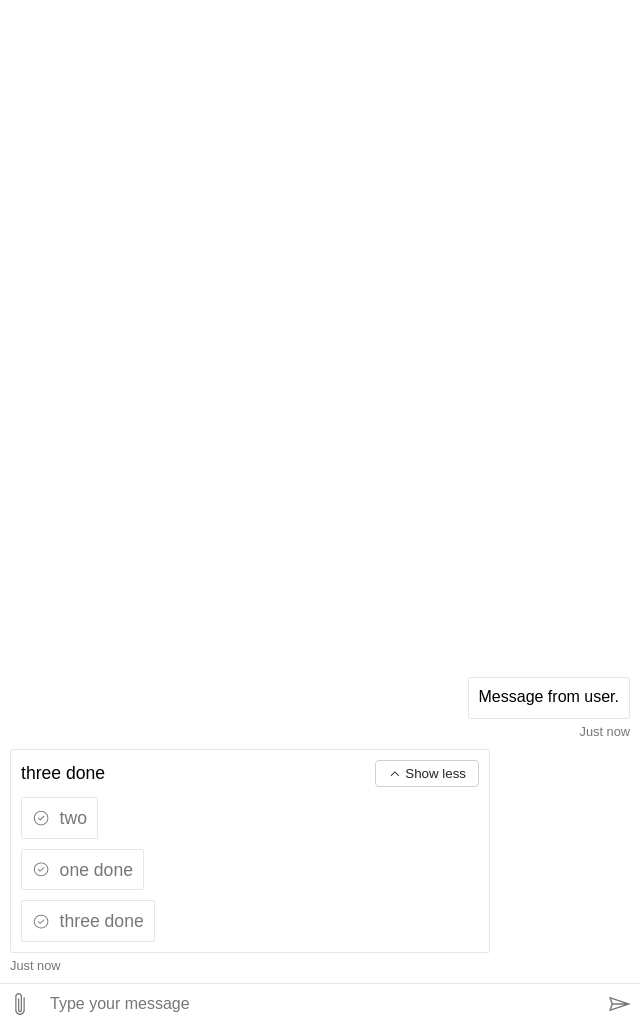 Message from user.
Just now
three done
Show less
two
one done
three done
Just now
Type your message